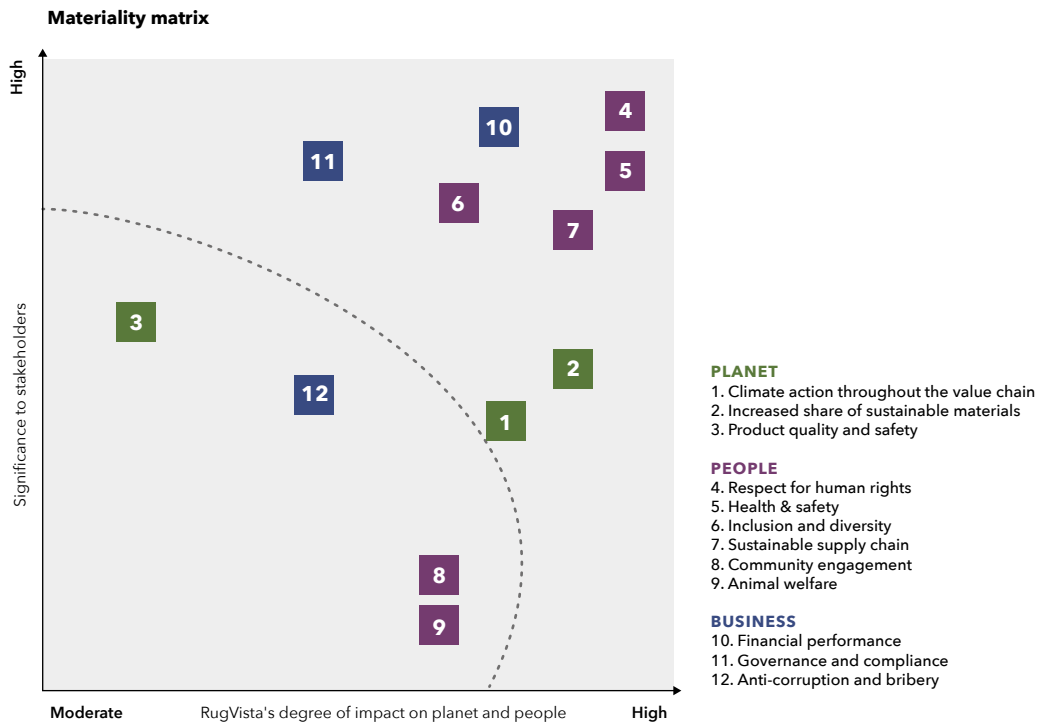 Materiality matrix
High
4
10
11
5
6
7
3
2
12
1
8
9
Significance to stakeholders
Moderate
RugVista's degree of impact on planet and people
High
PLANET
1. Climate action throughout the value chain
2. Increased share of sustainable materials
3. Product quality and safety
PEOPLE
4. Respect for human rights
5. Health & safety
6. Inclusion and diversity
7. Sustainable supply chain
8. Community engagement
9. Animal welfare
BUSINESS
10. Financial performance
11. Governance and compliance
12. Anti-corruption and bribery